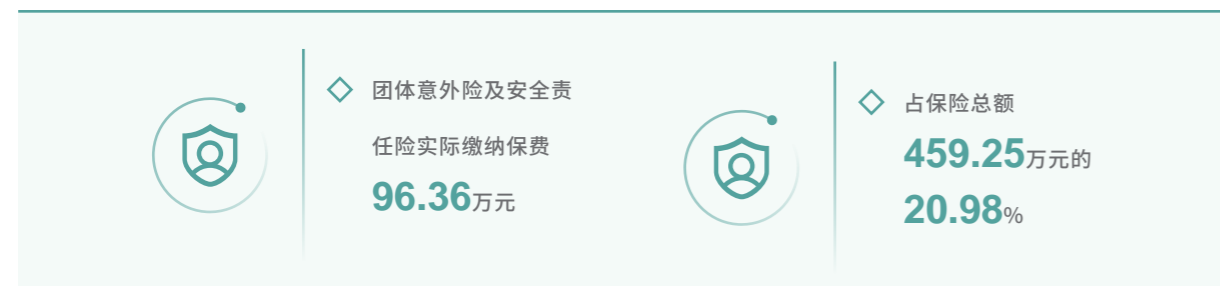 团体意外险及安全责
任险实际缴纳保费
96.36万元
占保险总额
459.25万元的
20.98%